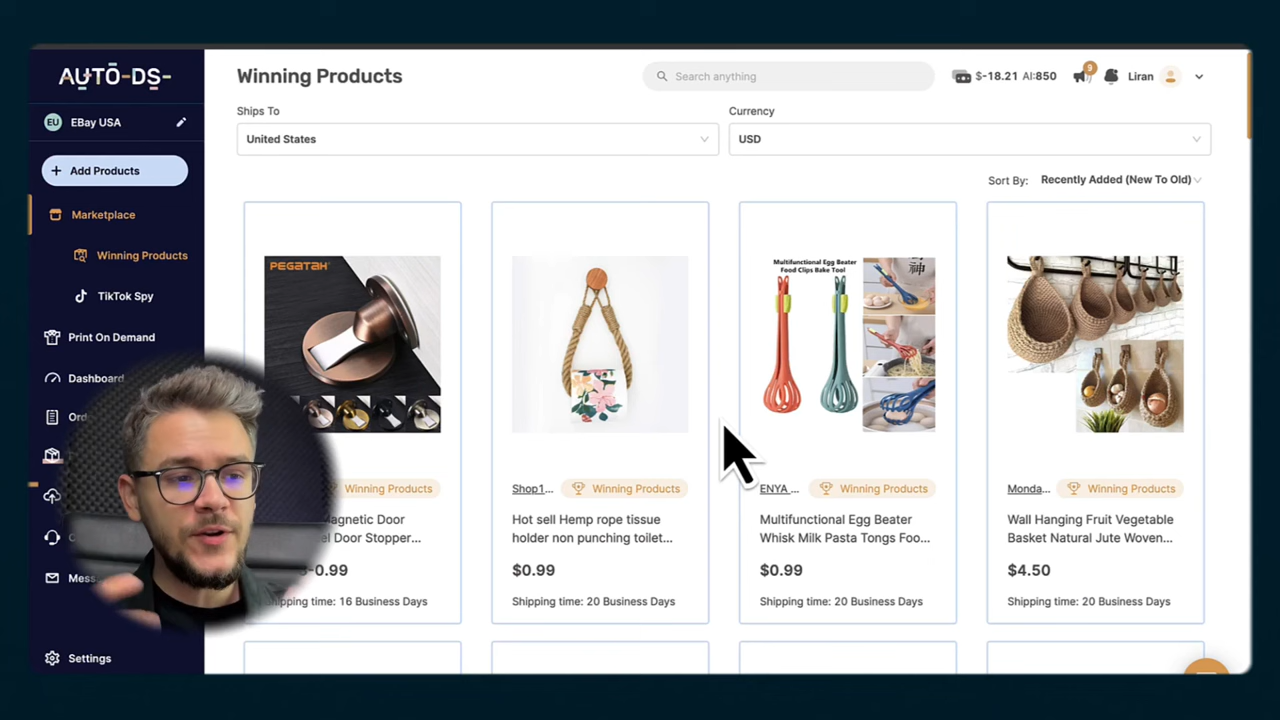 AUTO-DS-
Winning Products
Search anything
$-18.21 AI:850
9
Liran
EU
EBay USA
+ Add Products
Marketplace
Winning Products
TikTok Spy
Print On Demand
Dashboard
Settings
Ships To
United States
Currency
USD
Sort By:
Recently Added (New To Old)
PEGATAH
Winning Products
Door Stopper...
0.99
time: 16 Business Days
Shop1...
Winning Products
Hot sell Hemp rope tissue
holder non punching toilet...
$0.99
Shipping time: 20 Business Days
Multifunctional Egg Beater
Food Clips Bake Tool
ENYA ...
Winning Products
Multifunctional Egg Beater
Whisk Milk Pasta Tongs Foo...
$0.99
Shipping time: 20 Business Days
Monda...
Winning Products
Wall Hanging Fruit Vegetable
Basket Natural Jute Woven...
$4.50
Shipping time: 20 Business Days